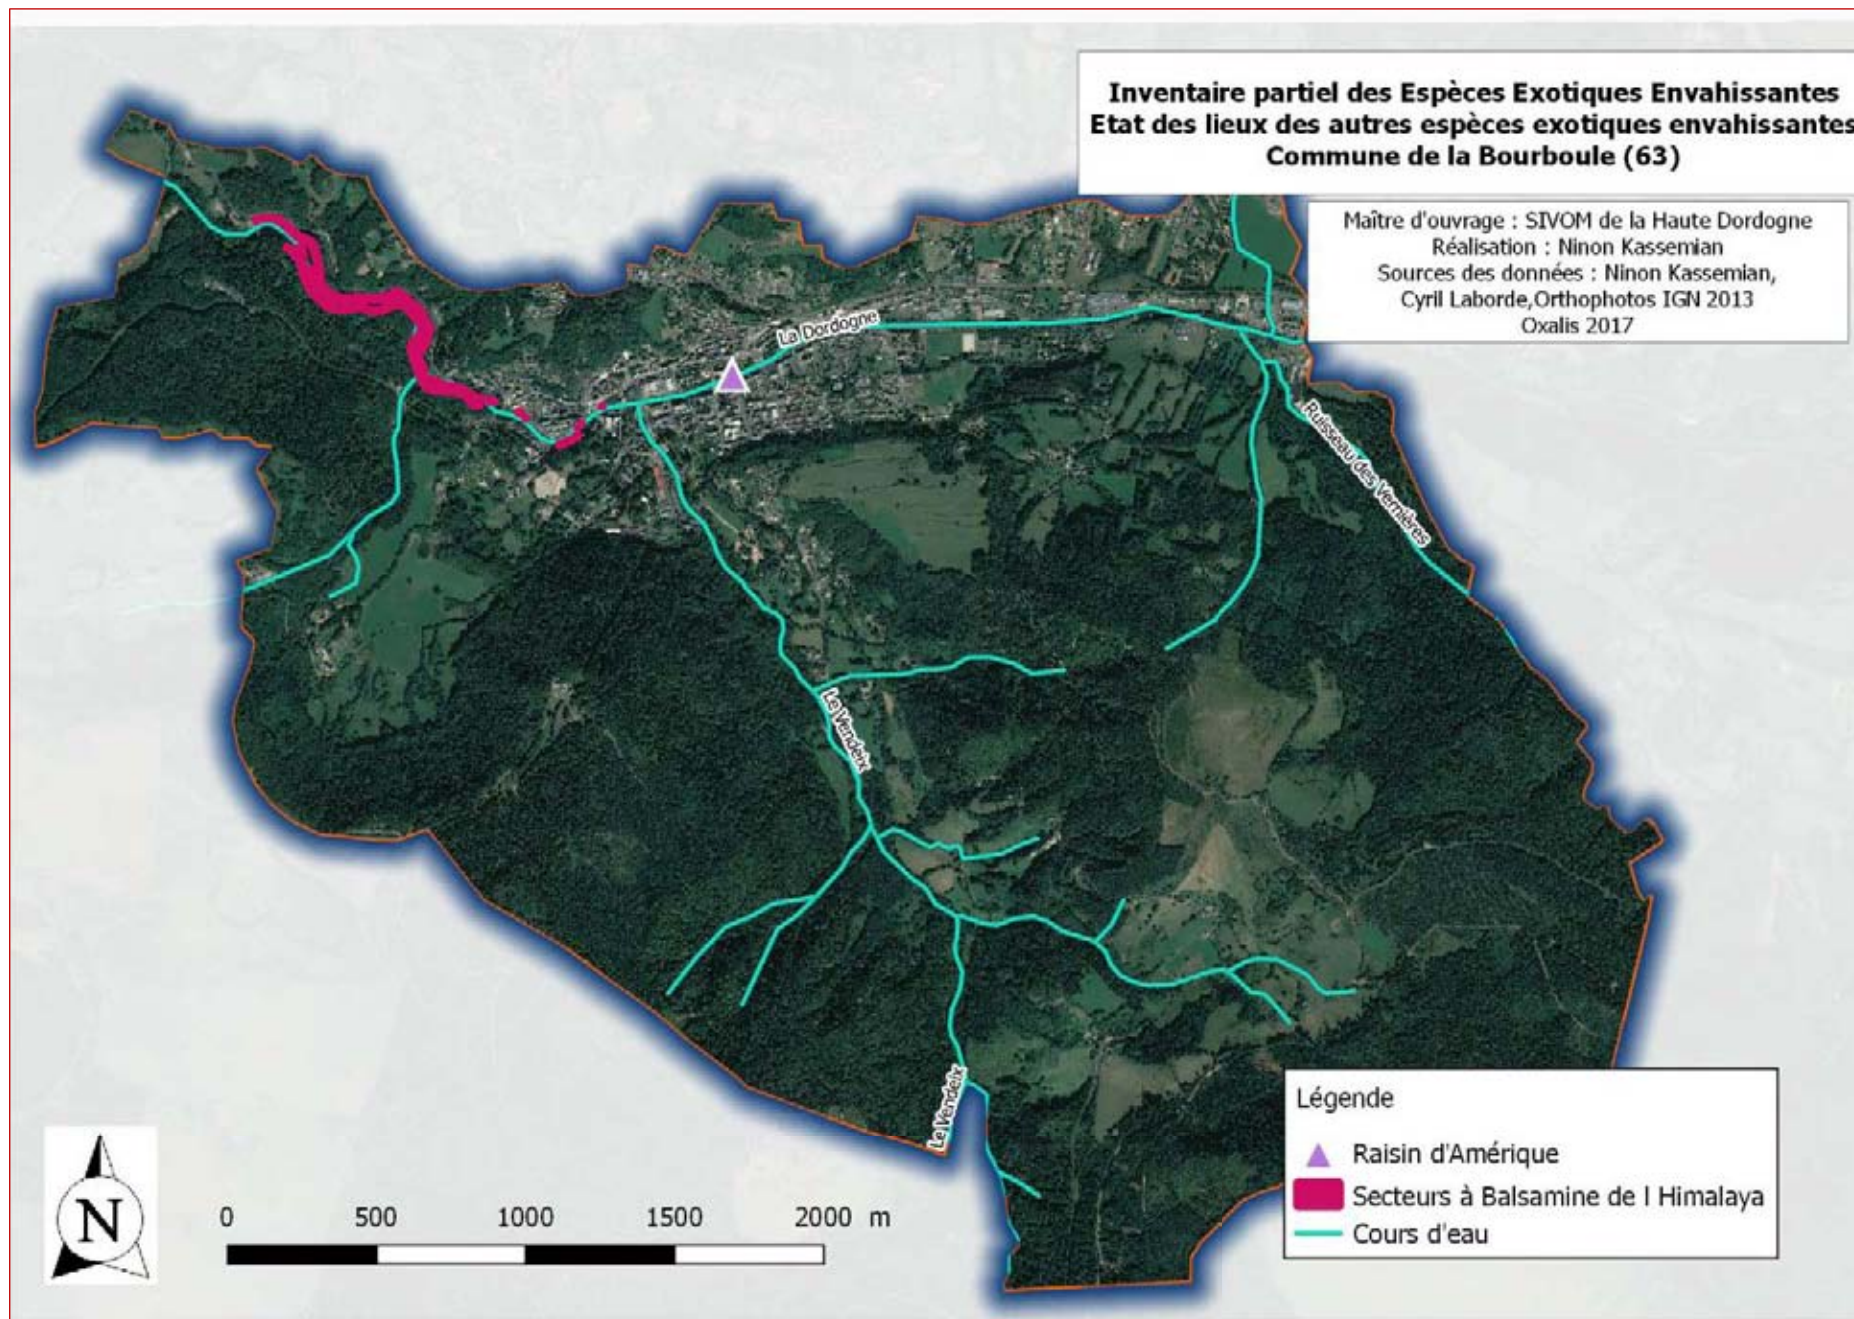 Inventaire partiel des Espèces Exotiques Envahissantes
Etat des lieux des autres espèces exotiques envahissantes
Commune de la Bourboule (63)
Maître d'ouvrage : SIVOM de la Haute Dordogne
Réalisation : Ninon Kassemian
Sources des données : Ninon Kassemian,
Cyril Laborde,Orthophotos IGN 2013
Oxalis 2017
La Dordogne
Ruisseau des Vernières
Le Vendeix
Le Vendeix
Légende
Raisin d'Amérique
Secteurs à Balsamine de l Himalaya
Cours d'eau
N
0 500 1000 1500 2000 m